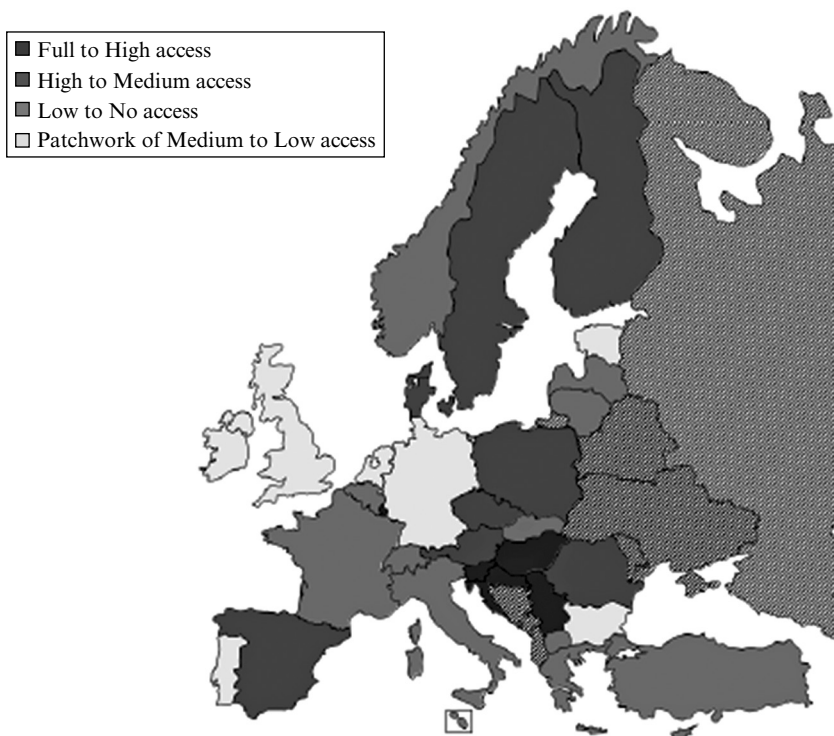 Full to High access
High to Medium access
Low to No access
Patchwork of Medium to Low access